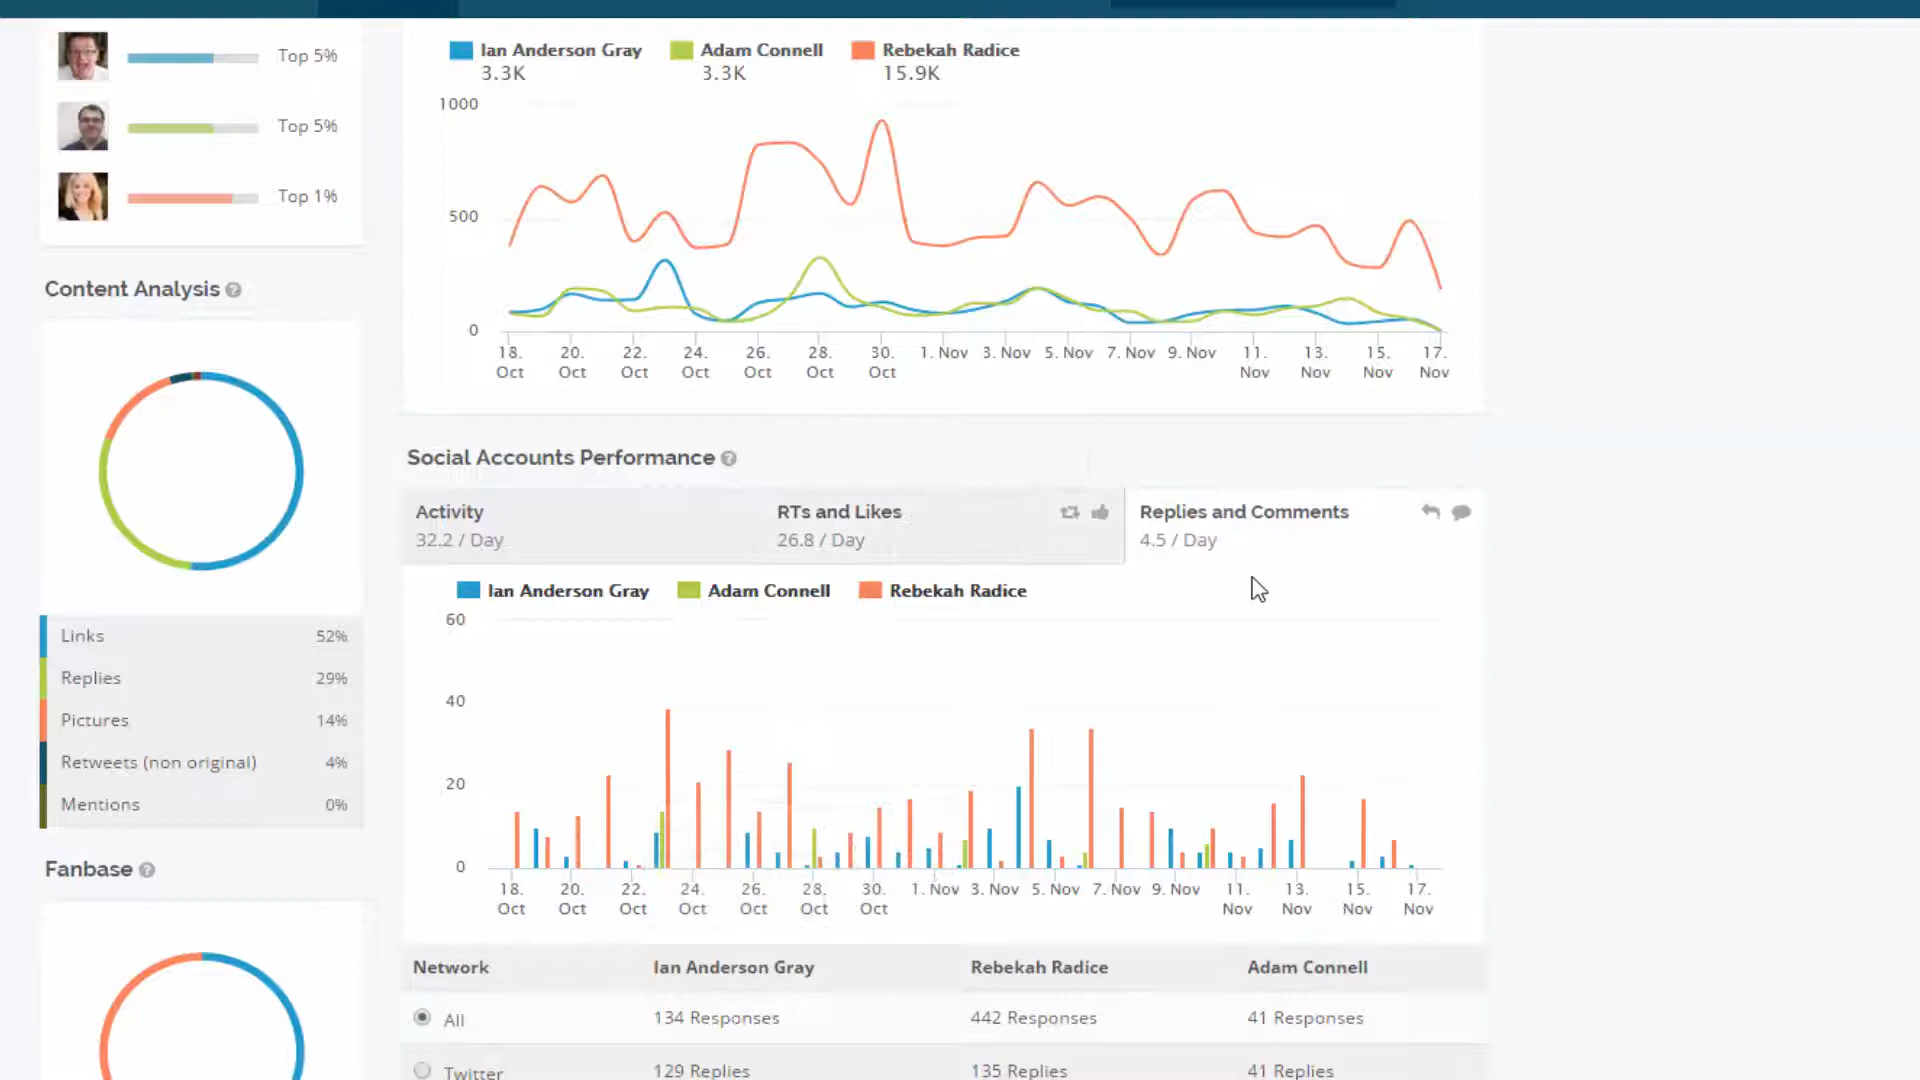 Top 5%
Top 5%
Top 1%
Content Analysis ?
Links 52%
Replies 29%
Pictures 14%
Retweets (non original) 4%
Mentions 0%
Fanbase ?
Ian Anderson Gray Adam Connell Rebekah Radice
3.3K 3.3K 15.9K
1000
500
0
18. 20. 22. 24. 26. 28. 30. 1. Nov 3. Nov 5. Nov 7. Nov 9. Nov 11. 13. 15. 17.
Oct Oct Oct Oct Oct Oct Oct Nov Nov Nov Nov
Social Accounts Performance ?
Activity RTs and Likes Replies and Comments
32.2 / Day 26.8 / Day 4.5 / Day
Ian Anderson Gray Adam Connell Rebekah Radice
60
40
20
0
18. 20. 22. 24. 26. 28. 30. 1. Nov 3. Nov 5. Nov 7. Nov 9. Nov 11. 13. 15. 17.
Oct Oct Oct Oct Oct Oct Oct Nov Nov Nov Nov
Network Ian Anderson Gray Rebekah Radice Adam Connell
All 134 Responses 442 Responses 41 Responses
Twitter 129 Replies 135 Replies 41 Replies